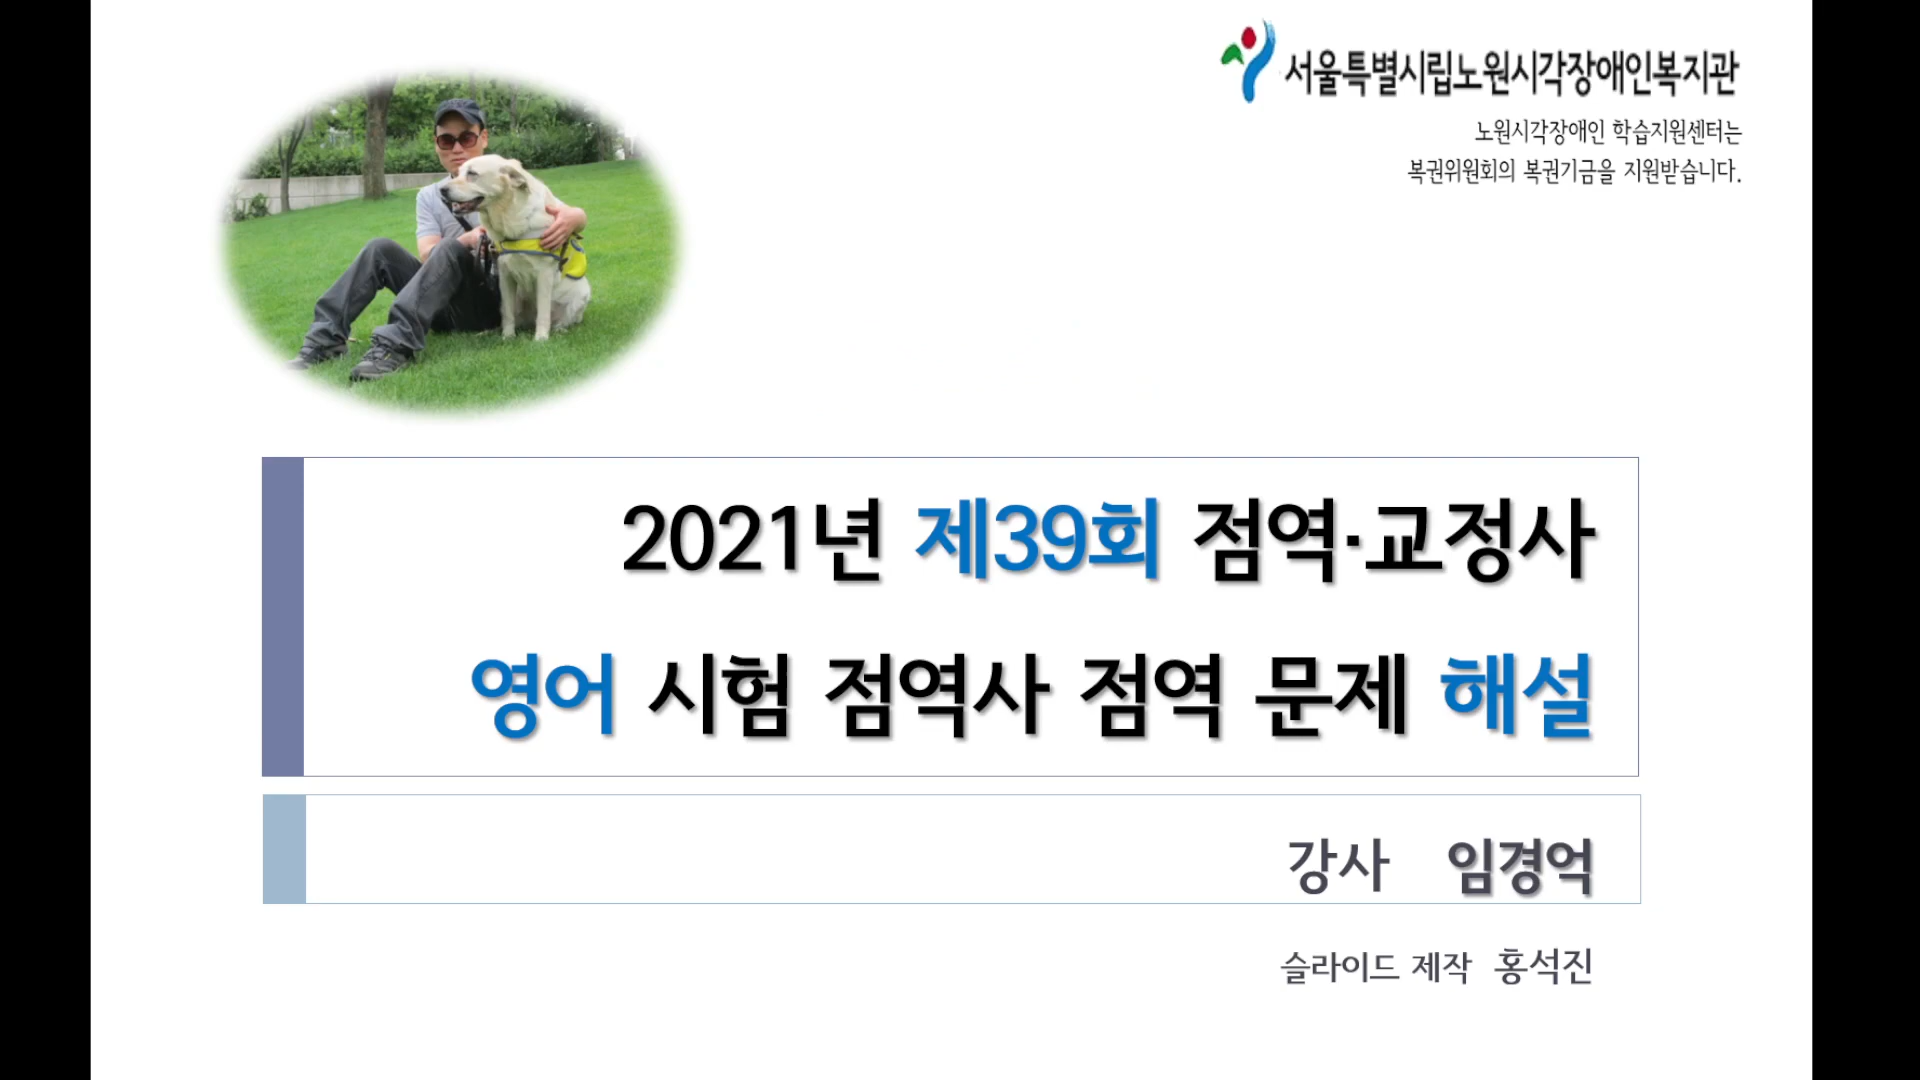 서울특별시립노원시각장애인복지관
노원시각장애인 학습지원센터는
복권위원회의 복권기금을 지원받습니다.
2021년 제39회 점역·교정사
영어 시험 점역사 점역 문제 해설
강사 임경억
슬라이드 제작 홍석진